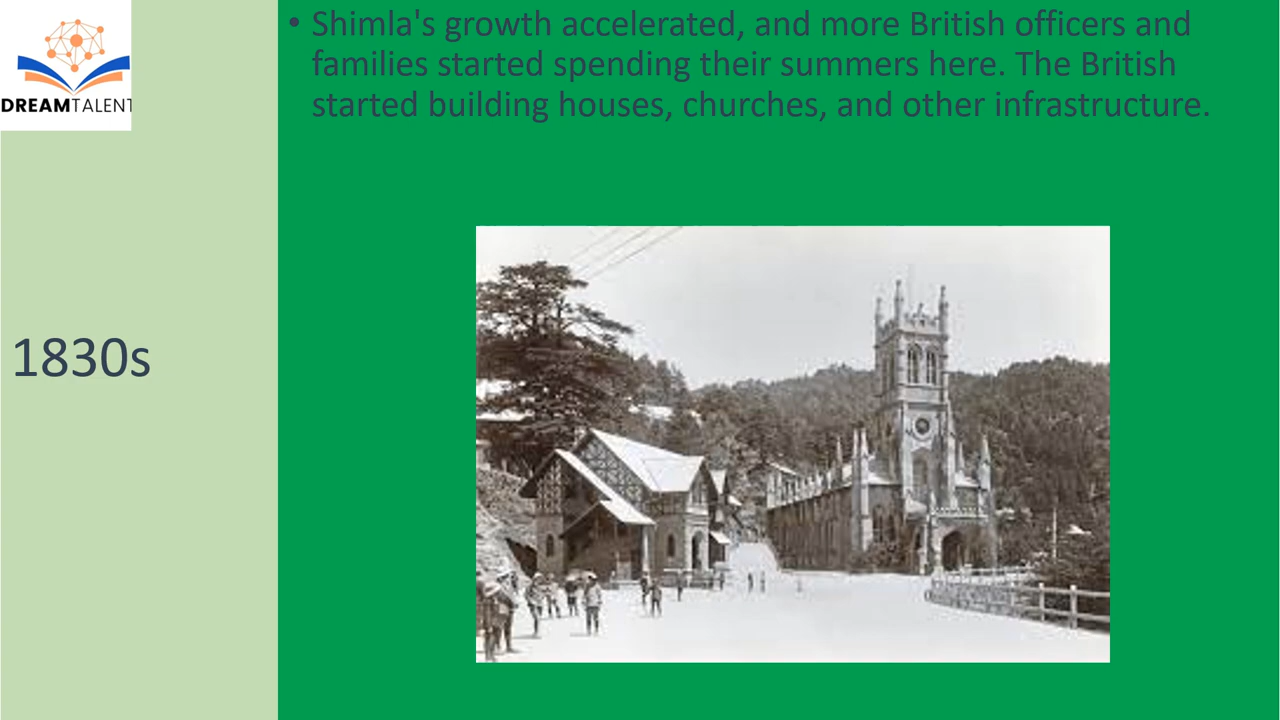 DREAMTALENT
• Shimla's growth accelerated, and more British officers and
families started spending their summers here. The British
started building houses, churches, and other infrastructure.
1830s